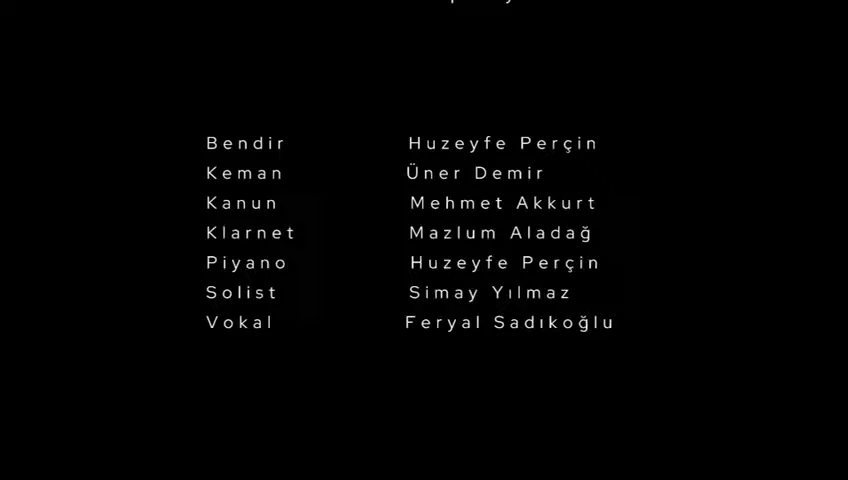 Bendir Huzeyfe Perçin
Keman Üner Demir
Kanun Mehmet Akkurt
Klarnet Mazlum Aladağ
Piyano Huzeyfe Perçin
Solist Simay Yılmaz
Vokal Feryal Sadıkoğlu